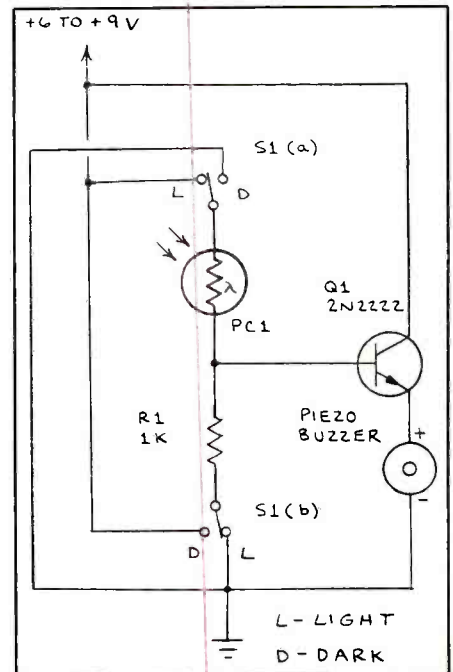 +6 TO +9 V
S1 (a)
L
D
λ
PC1
Q1
2N2222
R1
1K
PIEZO
BUZZER
+
-
S1 (b)
D
L
L - LIGHT
D - DARK